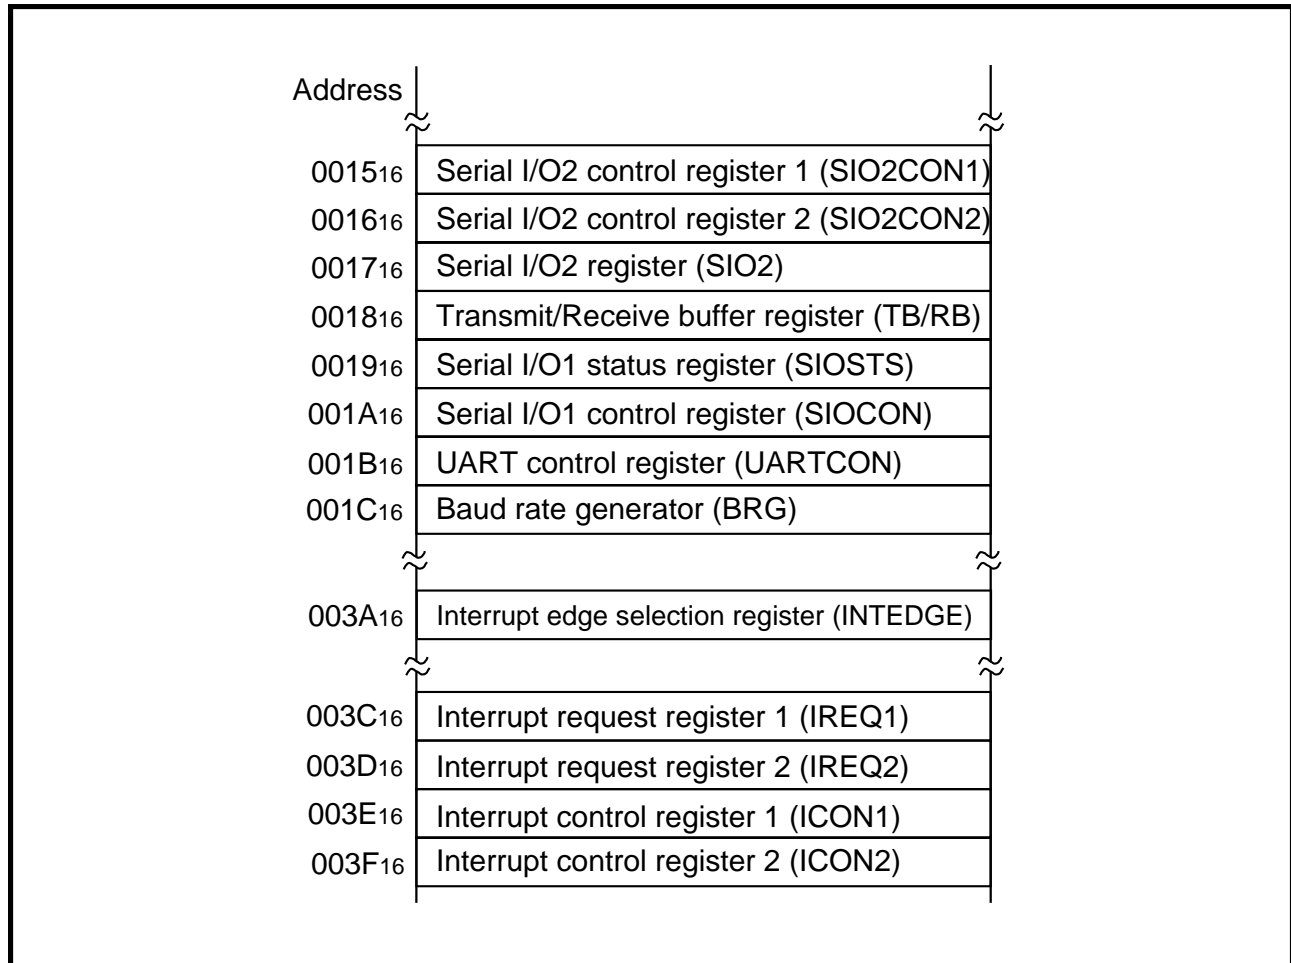 Address
0015₁₆ Serial I/O2 control register 1 (SIO2CON1)
0016₁₆ Serial I/O2 control register 2 (SIO2CON2)
0017₁₆ Serial I/O2 register (SIO2)
0018₁₆ Transmit/Receive buffer register (TB/RB)
0019₁₆ Serial I/O1 status register (SIOSTS)
001A₁₆ Serial I/O1 control register (SIOCON)
001B₁₆ UART control register (UARTCON)
001C₁₆ Baud rate generator (BRG)
003A₁₆ Interrupt edge selection register (INTEDGE)
003C₁₆ Interrupt request register 1 (IREQ1)
003D₁₆ Interrupt request register 2 (IREQ2)
003E₁₆ Interrupt control register 1 (ICON1)
003F₁₆ Interrupt control register 2 (ICON2)